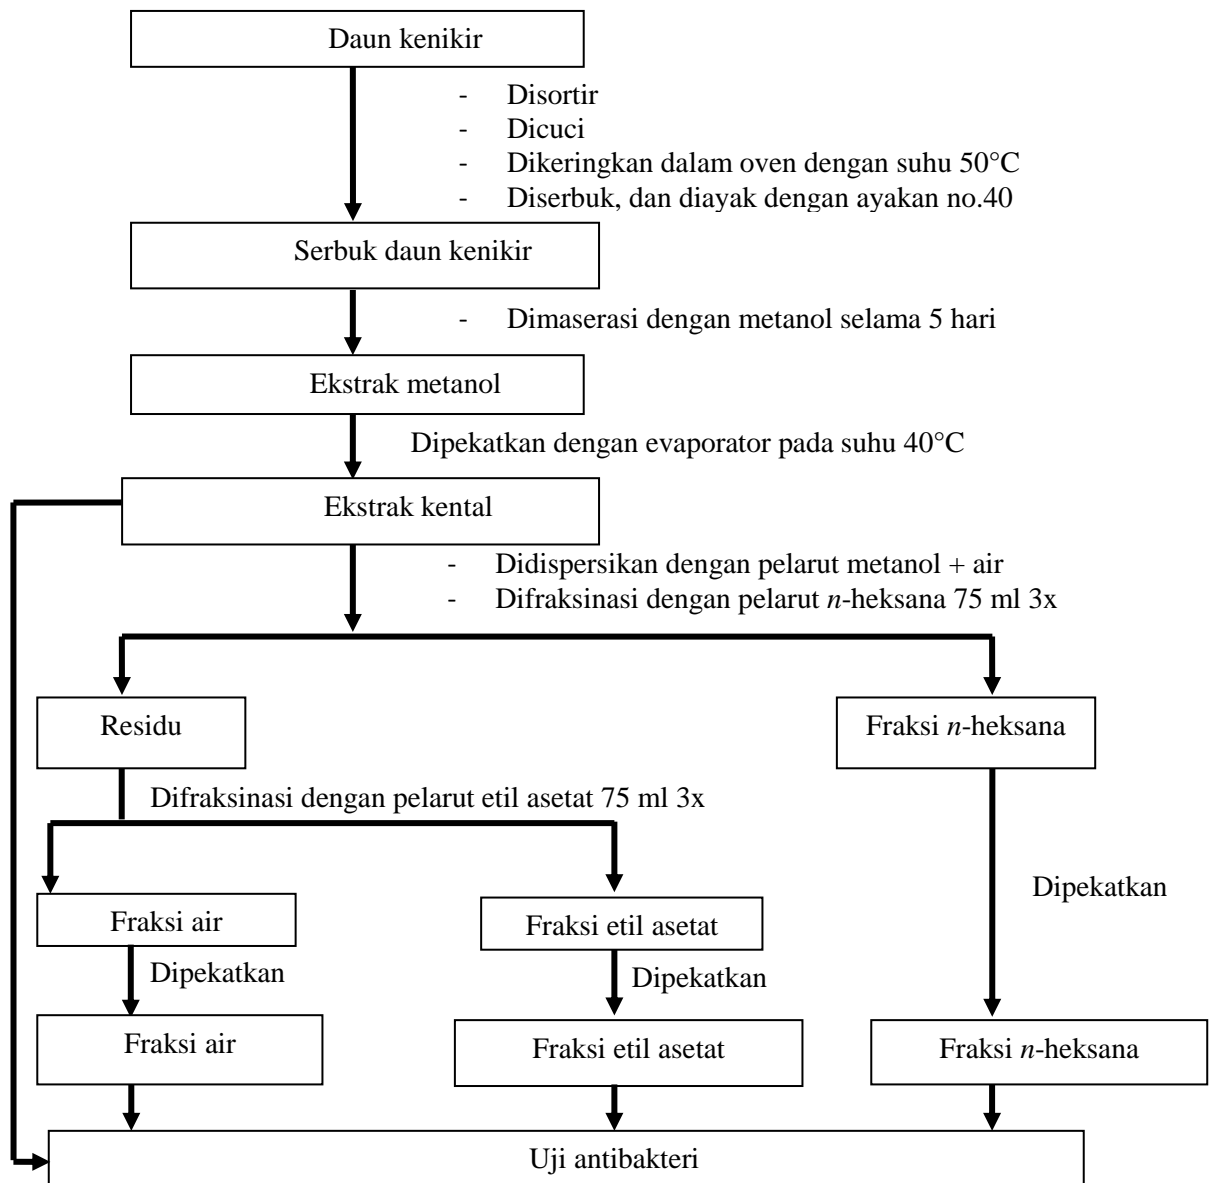 Daun kenikir
- Disortir
- Dicuci
- Dikeringkan dalam oven dengan suhu 50°C
- Diserbuk, dan diayak dengan ayakan no.40
Serbuk daun kenikir
- Dimaserasi dengan metanol selama 5 hari
Ekstrak metanol
Dipekatkan dengan evaporator pada suhu 40°C
Ekstrak kental
- Didispersikan dengan pelarut metanol + air
- Difraksinasi dengan pelarut n-heksana 75 ml 3x
Residu
Fraksi n-heksana
Difraksinasi dengan pelarut etil asetat 75 ml 3x
Fraksi air
Fraksi etil asetat
Dipekatkan
Dipekatkan
Dipekatkan
Fraksi air
Fraksi etil asetat
Fraksi n-heksana
Uji antibakteri